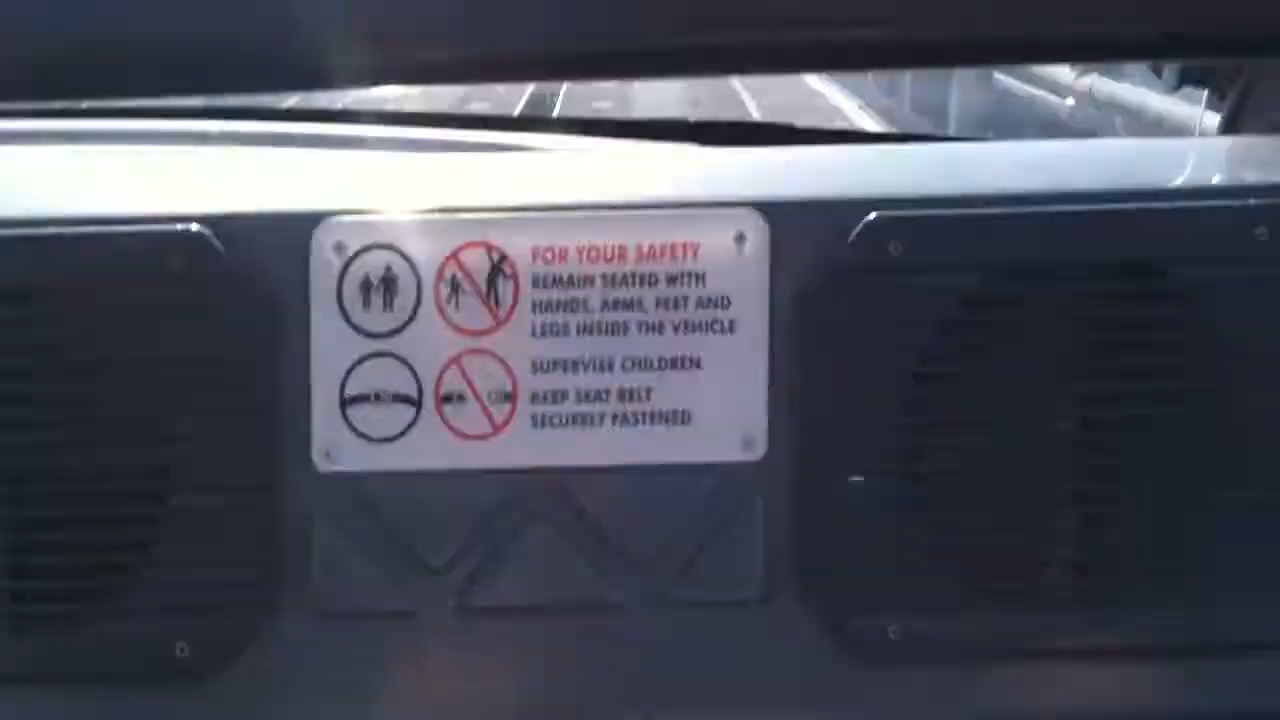 FOR YOUR SAFETY
REMAIN SEATED WITH
HANDS, ARMS, FEET AND
LEGS INSIDE THE VEHICLE
SUPERVISE CHILDREN.
KEEP SEAT BELT
SECURELY FASTENED